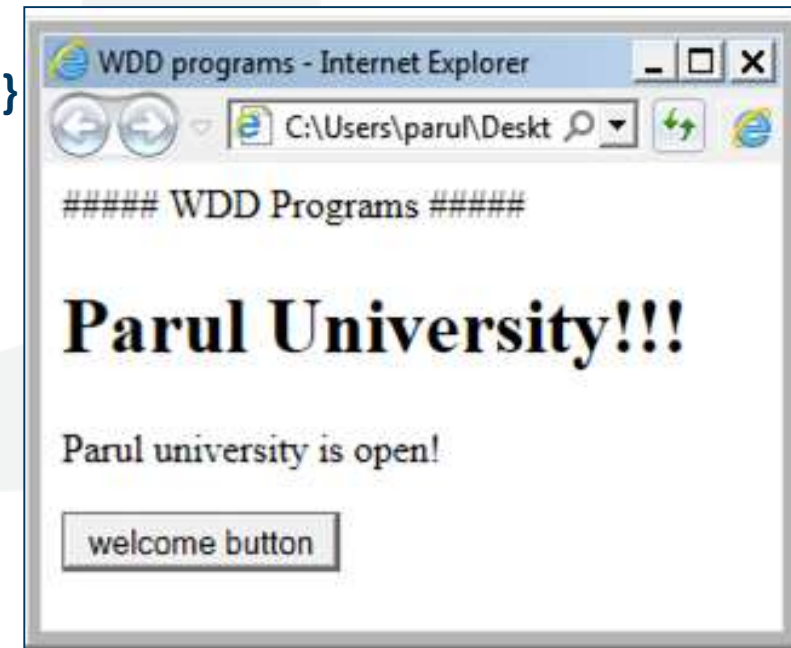 }
WDD programs - Internet Explorer
C:\Users\parul\Deskt
##### WDD Programs #####
Parul University!!!
Parul university is open!
welcome button